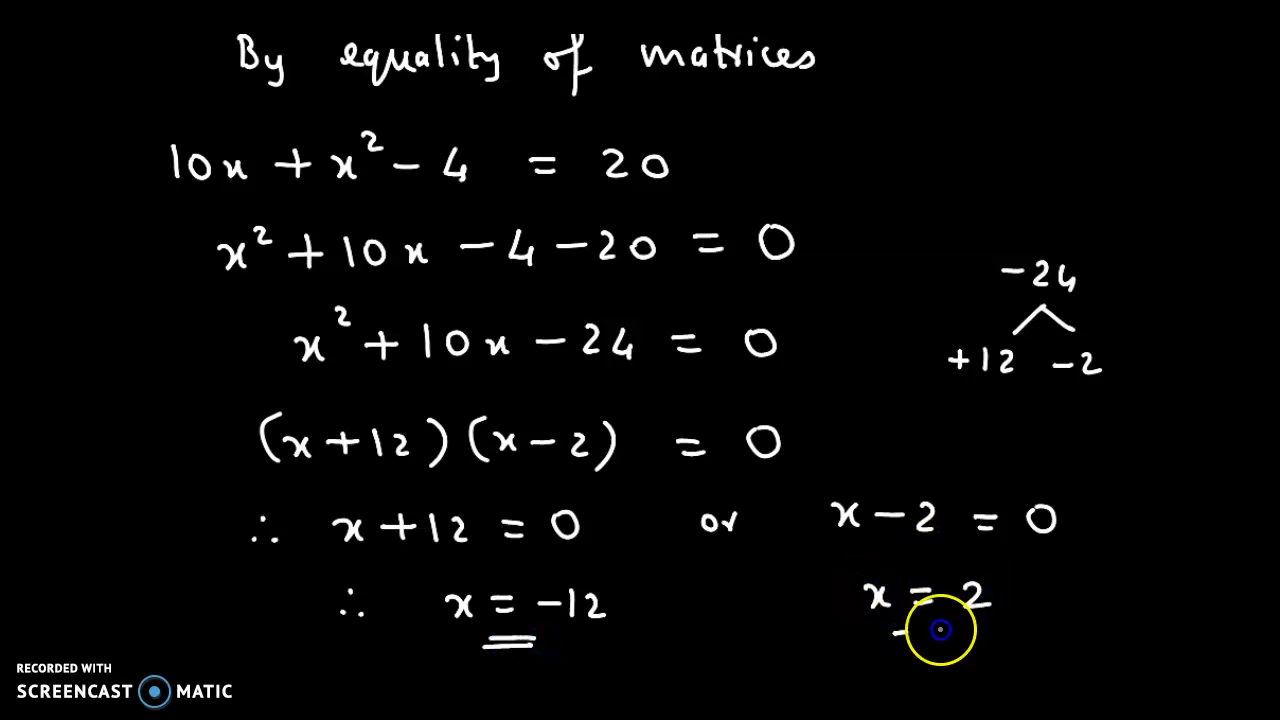 By equality of matrices
10x + x² - 4 = 20
x² + 10x - 4 - 20 = 0
-24
x² + 10x - 24 = 0
+12 -2
(x + 12) (x - 2) = 0
∴ x + 12 = 0 or x - 2 = 0
∴ x = -12 x = 2
RECORDED WITH
SCREENCAST MATIC